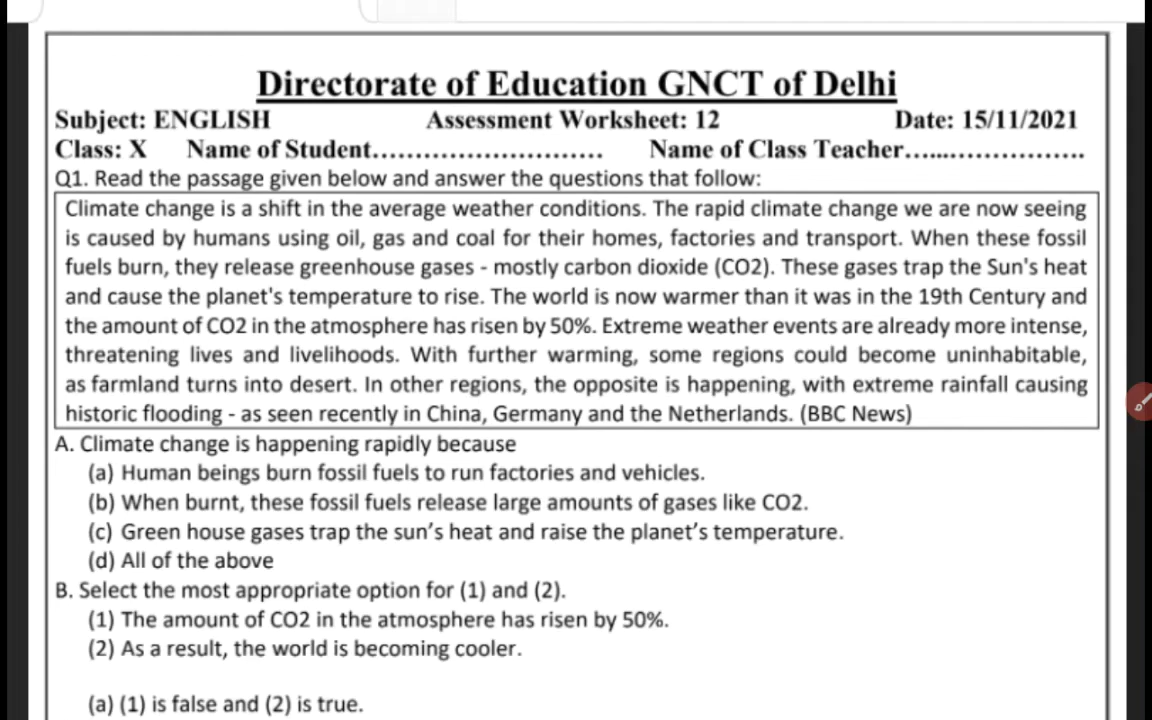 Directorate of Education GNCT of Delhi
Subject: ENGLISH Assessment Worksheet: 12 Date: 15/11/2021
Class: X Name of Student............................ Name of Class Teacher......................
Q1. Read the passage given below and answer the questions that follow:
Climate change is a shift in the average weather conditions. The rapid climate change we are now seeing
is caused by humans using oil, gas and coal for their homes, factories and transport. When these fossil
fuels burn, they release greenhouse gases - mostly carbon dioxide (CO2). These gases trap the Sun's heat
and cause the planet's temperature to rise. The world is now warmer than it was in the 19th Century and
the amount of CO2 in the atmosphere has risen by 50%. Extreme weather events are already more intense,
threatening lives and livelihoods. With further warming, some regions could become uninhabitable,
as farmland turns into desert. In other regions, the opposite is happening, with extreme rainfall causing
historic flooding - as seen recently in China, Germany and the Netherlands. (BBC News)
A. Climate change is happening rapidly because
(a) Human beings burn fossil fuels to run factories and vehicles.
(b) When burnt, these fossil fuels release large amounts of gases like CO2.
(c) Green house gases trap the sun’s heat and raise the planet’s temperature.
(d) All of the above
B. Select the most appropriate option for (1) and (2).
(1) The amount of CO2 in the atmosphere has risen by 50%.
(2) As a result, the world is becoming cooler.
(a) (1) is false and (2) is true.